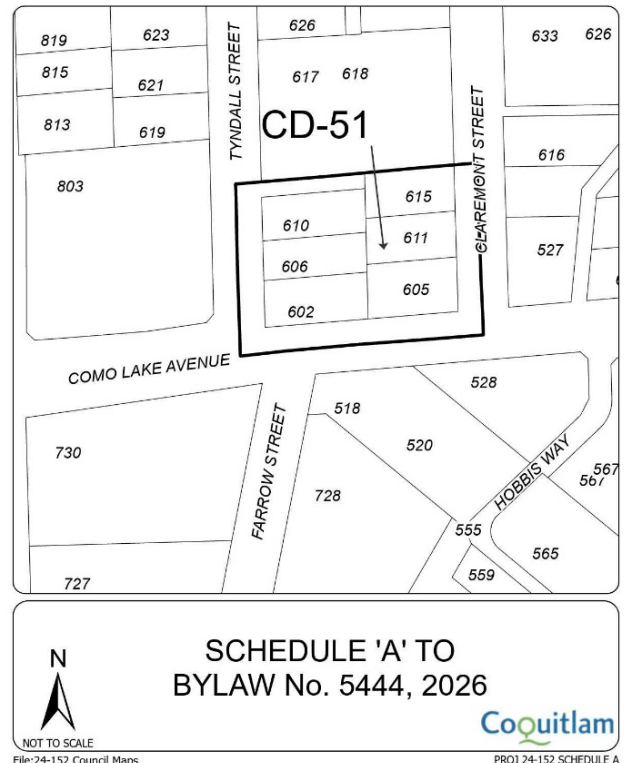 819
623
626
633
626
815
621
617
618
813
619
TYNDALL STREET
CLAREMONT STREET
CD-51
616
803
615
610
611
527
606
605
602
COMO LAKE AVENUE
528
518
520
730
FARROW STREET
728
HOBBIS WAY
567
567
555
565
559
727
N
NOT TO SCALE
SCHEDULE 'A' TO
BYLAW No. 5444, 2026
Coquitlam
File:24-152 Council Maps
PROJ 24-152 SCHEDULE A